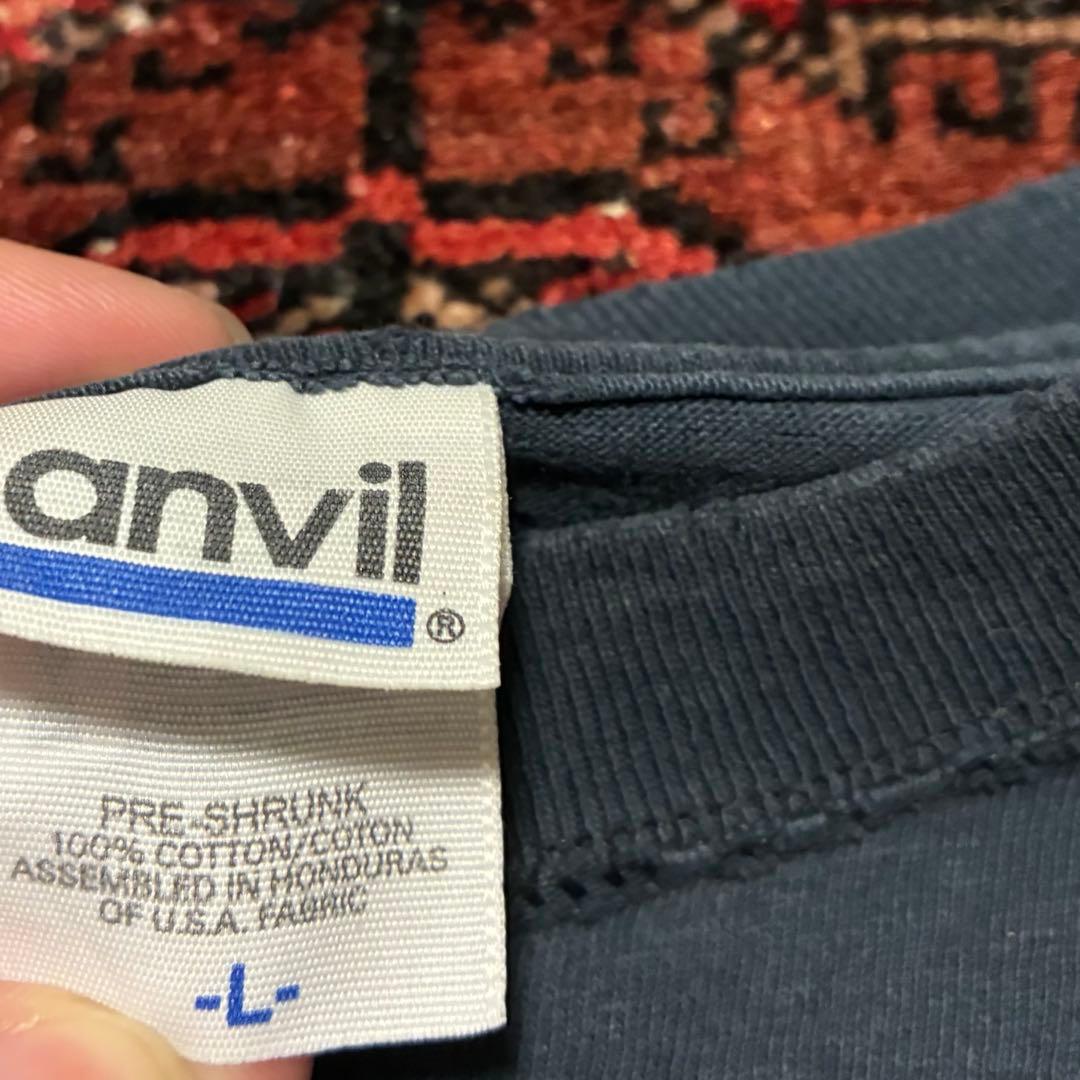 anvil®
PRE-SHRUNK
100% COTTON/COTON
ASSEMBLED IN HONDURAS
OF U.S.A. FABRIC
-L-